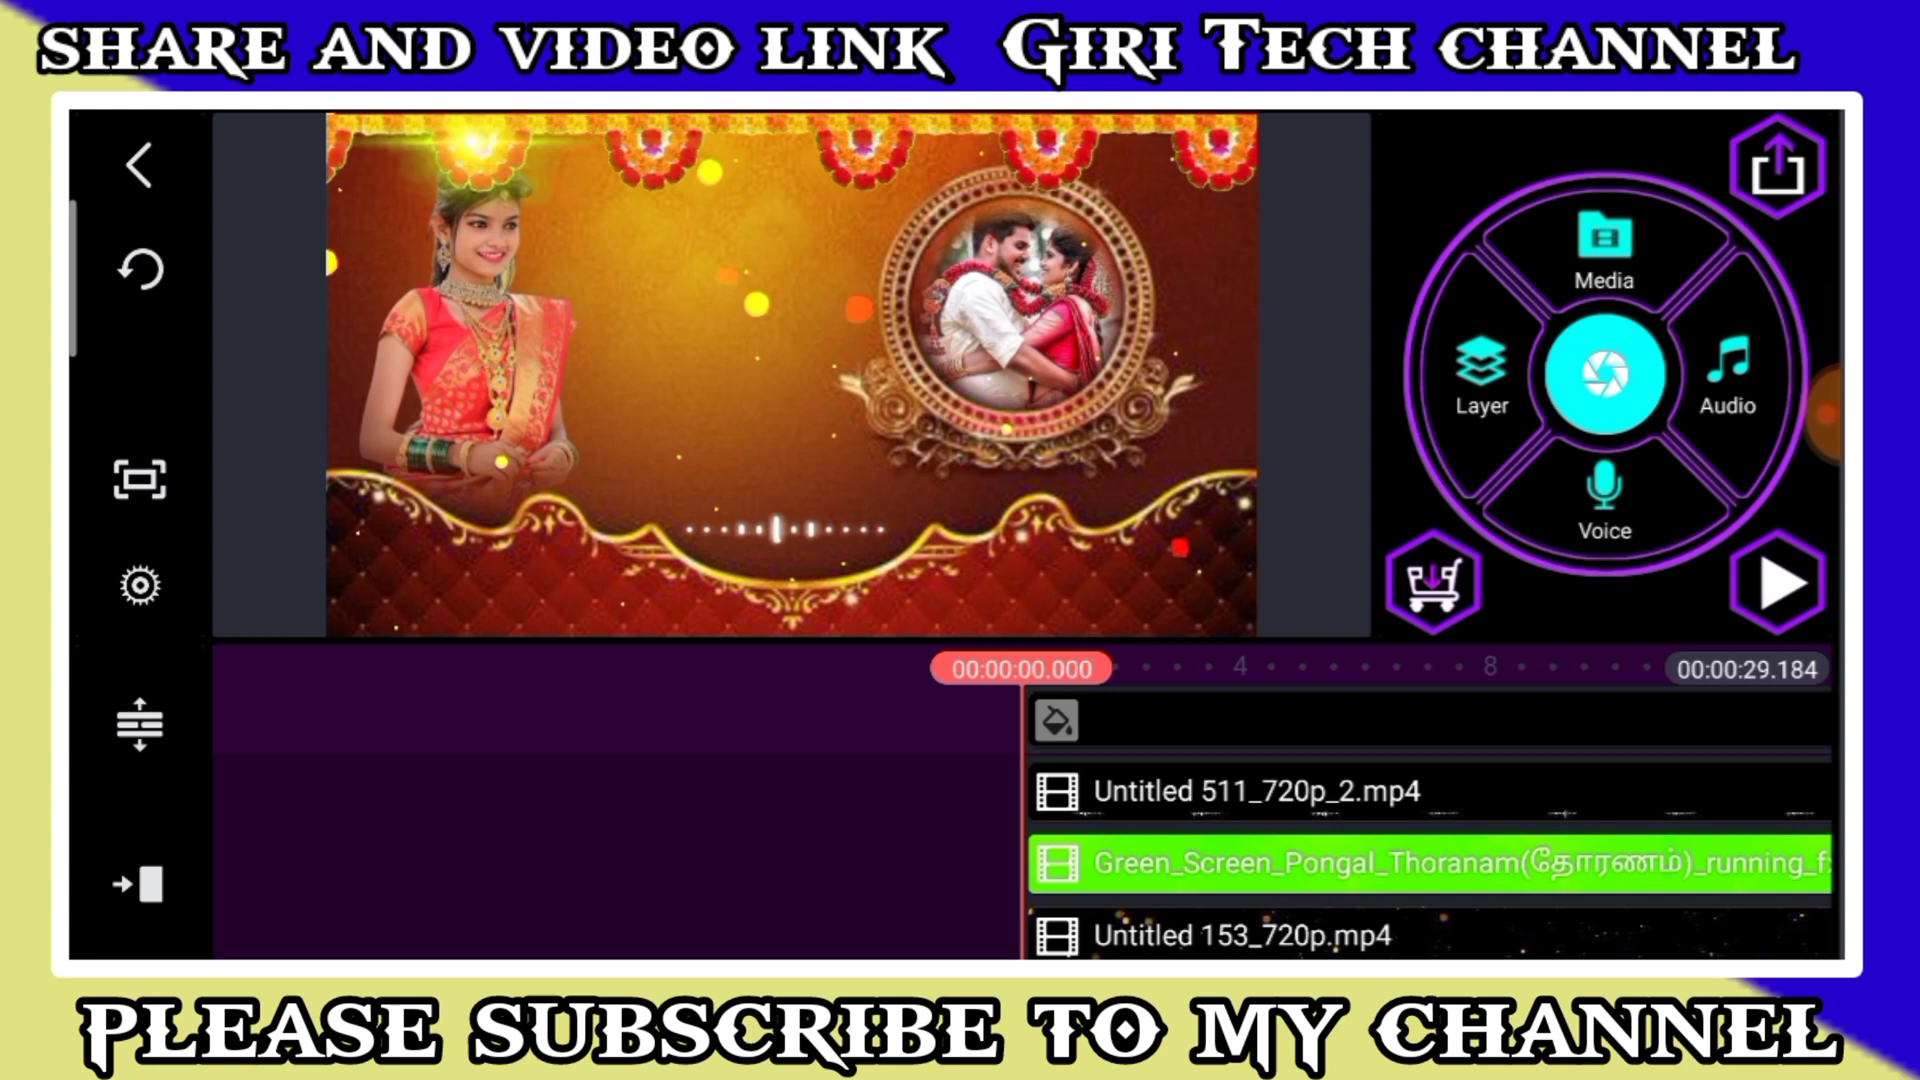 SHARE AND VIDEO LINK GIRI TECH CHANNEL
Media
Layer
Audio
Voice
00:00:00.000
4
8
00:00:29.184
Untitled 511_720p_2.mp4
Green_Screen_Pongal_Thoranam(தோரணம்)_running_f
Untitled 153_720p.mp4
PLEASE SUBSCRIBE TO MY CHANNEL